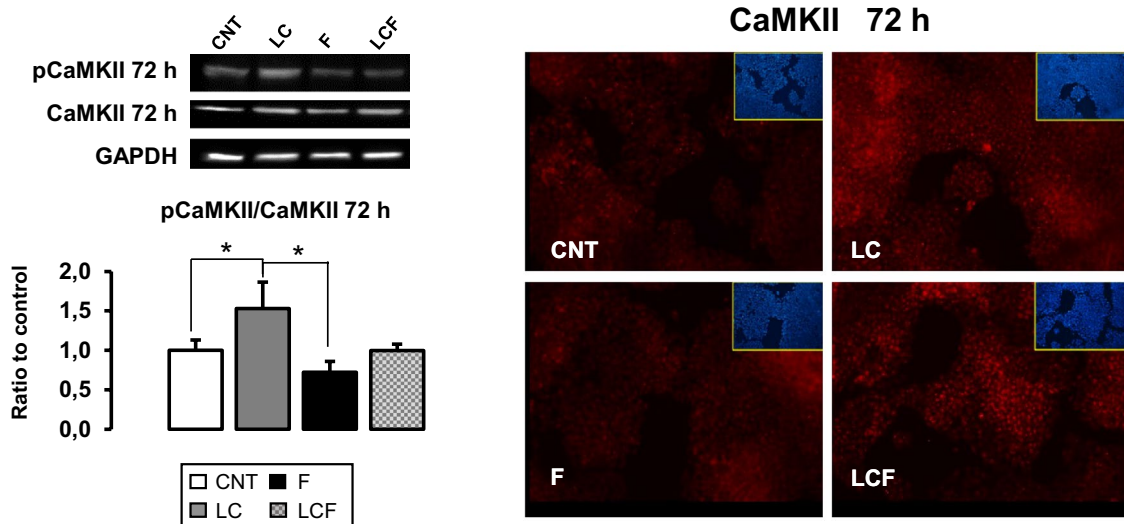 CNT LC F LCF
pCaMKII 72 h
CaMKII 72 h
GAPDH
pCaMKII/CaMKII 72 h
* *
Ratio to control
2,0
1,5
1,0
0,5
0,0
CNT F
LC LCF
CaMKII 72 h
CNT LC
F LCF